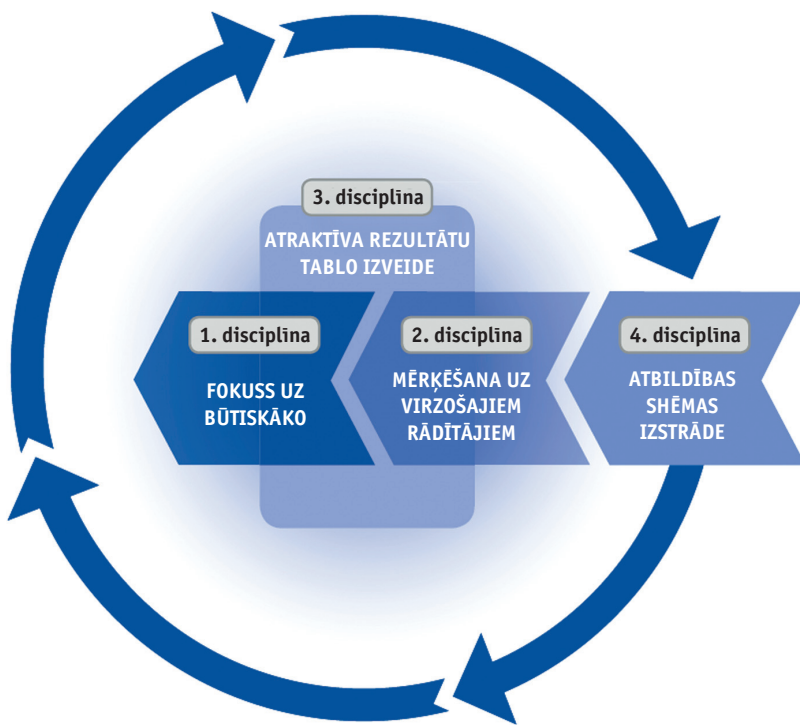 3. disciplīna
ATRAKTĪVA REZULTĀTU
TABLO IZVEIDE
1. disciplīna
FOKUSS UZ
BŪTISKĀKO
2. disciplīna
MĒRĶĒŠANA UZ
VIRZOŠAJIEM
RĀDĪTĀJIEM
4. disciplīna
ATBILDĪBAS
SHĒMAS
IZSTRĀDE